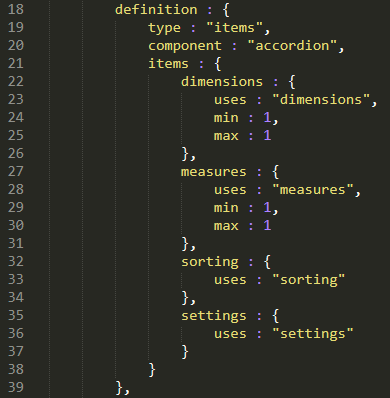 18 definition : {
19 type : "items",
20 component : "accordion",
21 items : {
22 dimensions : {
23 uses : "dimensions",
24 min : 1,
25 max : 1
26 },
27 measures : {
28 uses : "measures",
29 min : 1,
30 max : 1
31 },
32 sorting : {
33 uses : "sorting"
34 },
35 settings : {
36 uses : "settings"
37 }
38 }
39 },